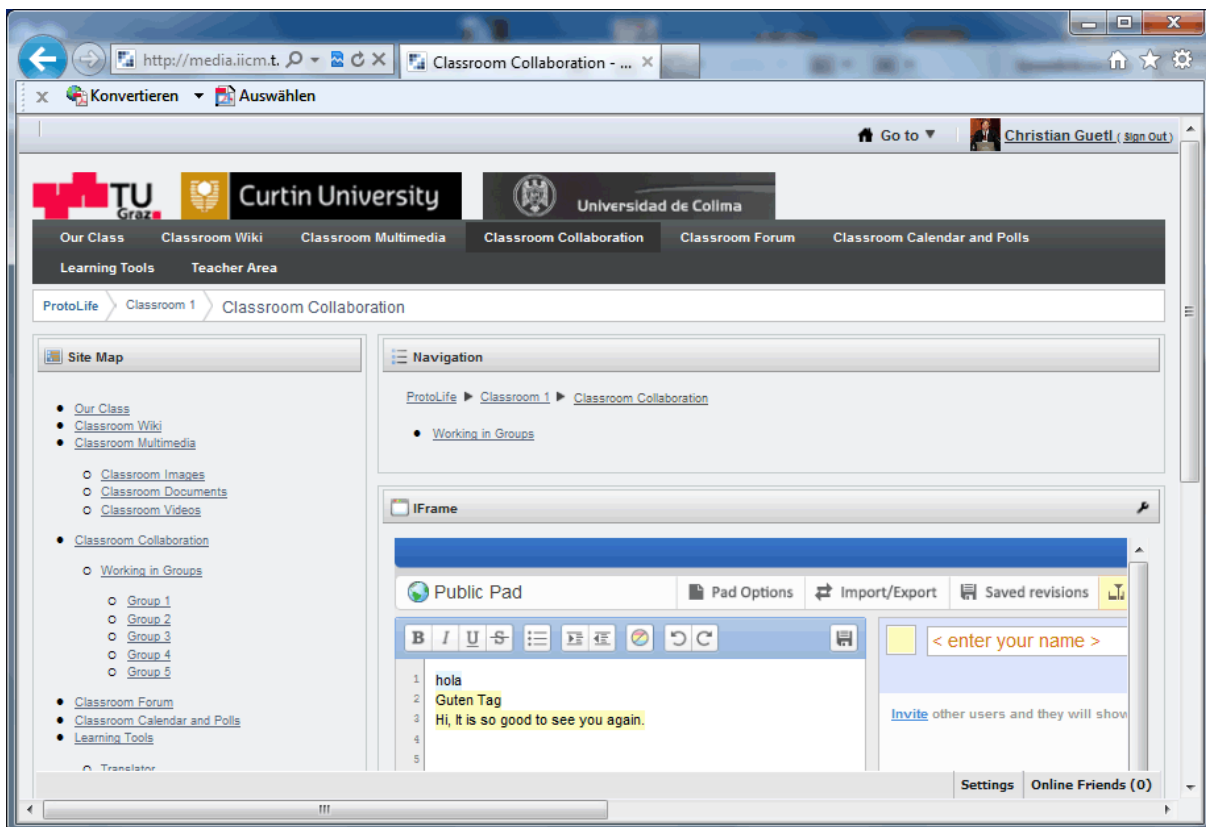 http://media.iicm.t.
Classroom Collaboration - ...
Konvertieren Auswählen
Go to Christian Guetl ( Sign Out )
TU Graz Curtin University Universidad de Colima
Our Class Classroom Wiki Classroom Multimedia Classroom Collaboration Classroom Forum Classroom Calendar and Polls
Learning Tools Teacher Area
ProtoLife Classroom 1 Classroom Collaboration
Site Map
Our Class
Classroom Wiki
Classroom Multimedia
Classroom Images
Classroom Documents
Classroom Videos
Classroom Collaboration
Working in Groups
Group 1
Group 2
Group 3
Group 4
Group 5
Classroom Forum
Classroom Calendar and Polls
Learning Tools
Translator
Navigation
ProtoLife Classroom 1 Classroom Collaboration
Working in Groups
IFrame
Public Pad Pad Options Import/Export Saved revisions
B I U S
< enter your name >
1 hola
2 Guten Tag
3 Hi, It is so good to see you again.
4
5
Invite other users and they will show
Settings Online Friends (0)